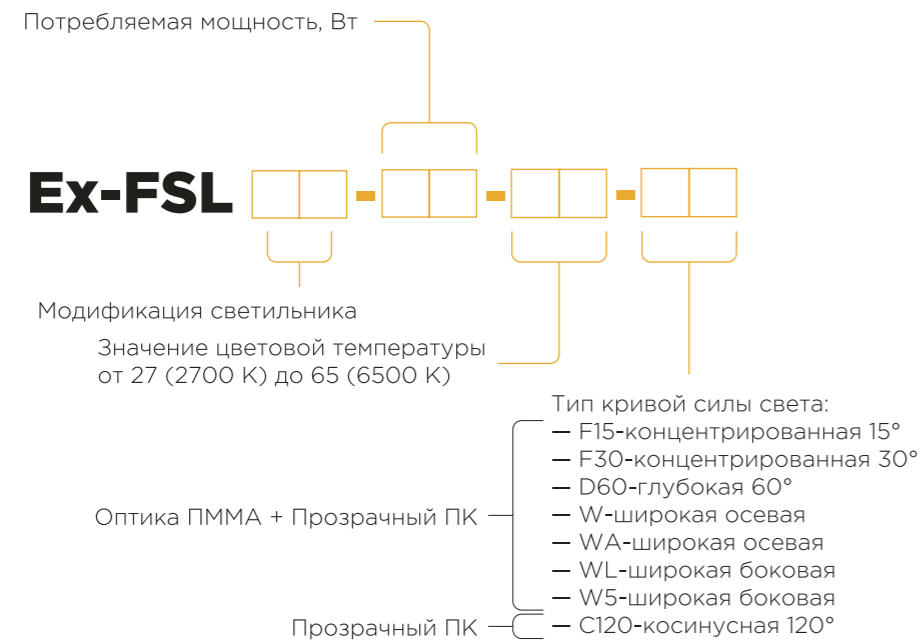 Потребляемая мощность, Вт
Ex-FSL - - -
Модификация светильника
Значение цветовой температуры
от 27 (2700 К) до 65 (6500 К)
Тип кривой силы света:
— F15-концентрированная 15°
— F30-концентрированная 30°
— D60-глубокая 60°
Оптика ПММА + Прозрачный ПК
— W-широкая осевая
— WA-широкая осевая
— WL-широкая боковая
— W5-широкая боковая
Прозрачный ПК
— C120-косинусная 120°